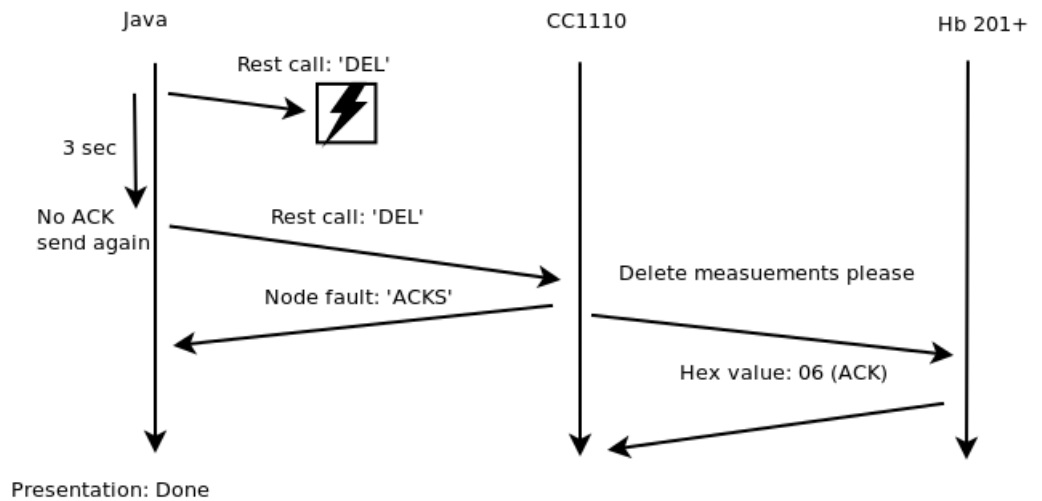 Java
CC1110
Hb 201+
Rest call: 'DEL'
3 sec
No ACK
send again
Rest call: 'DEL'
Delete measuements please
Node fault: 'ACKS'
Hex value: 06 (ACK)
Presentation: Done